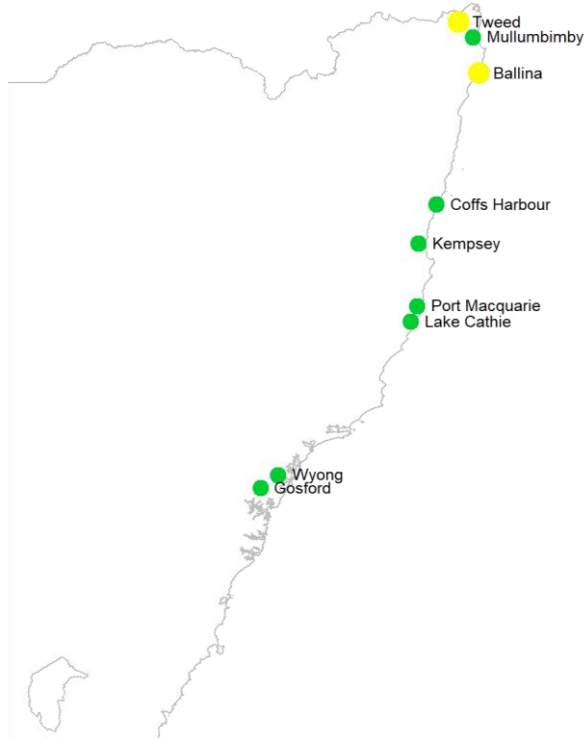 Tweed
Mullumbimby
Ballina
Coffs Harbour
Kempsey
Port Macquarie
Lake Cathie
Wyong
Gosford